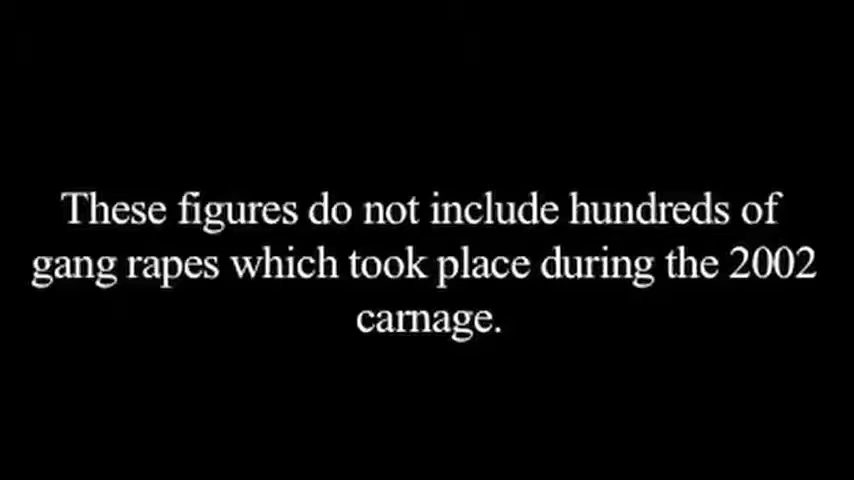 These figures do not include hundreds of
gang rapes which took place during the 2002
carnage.